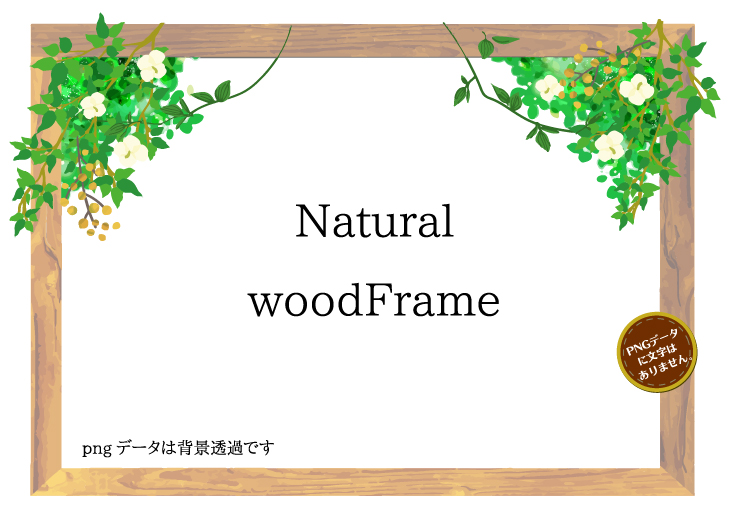 Natural
woodFrame
PNGデータ
に文字は
ありません。
png データは背景透過です